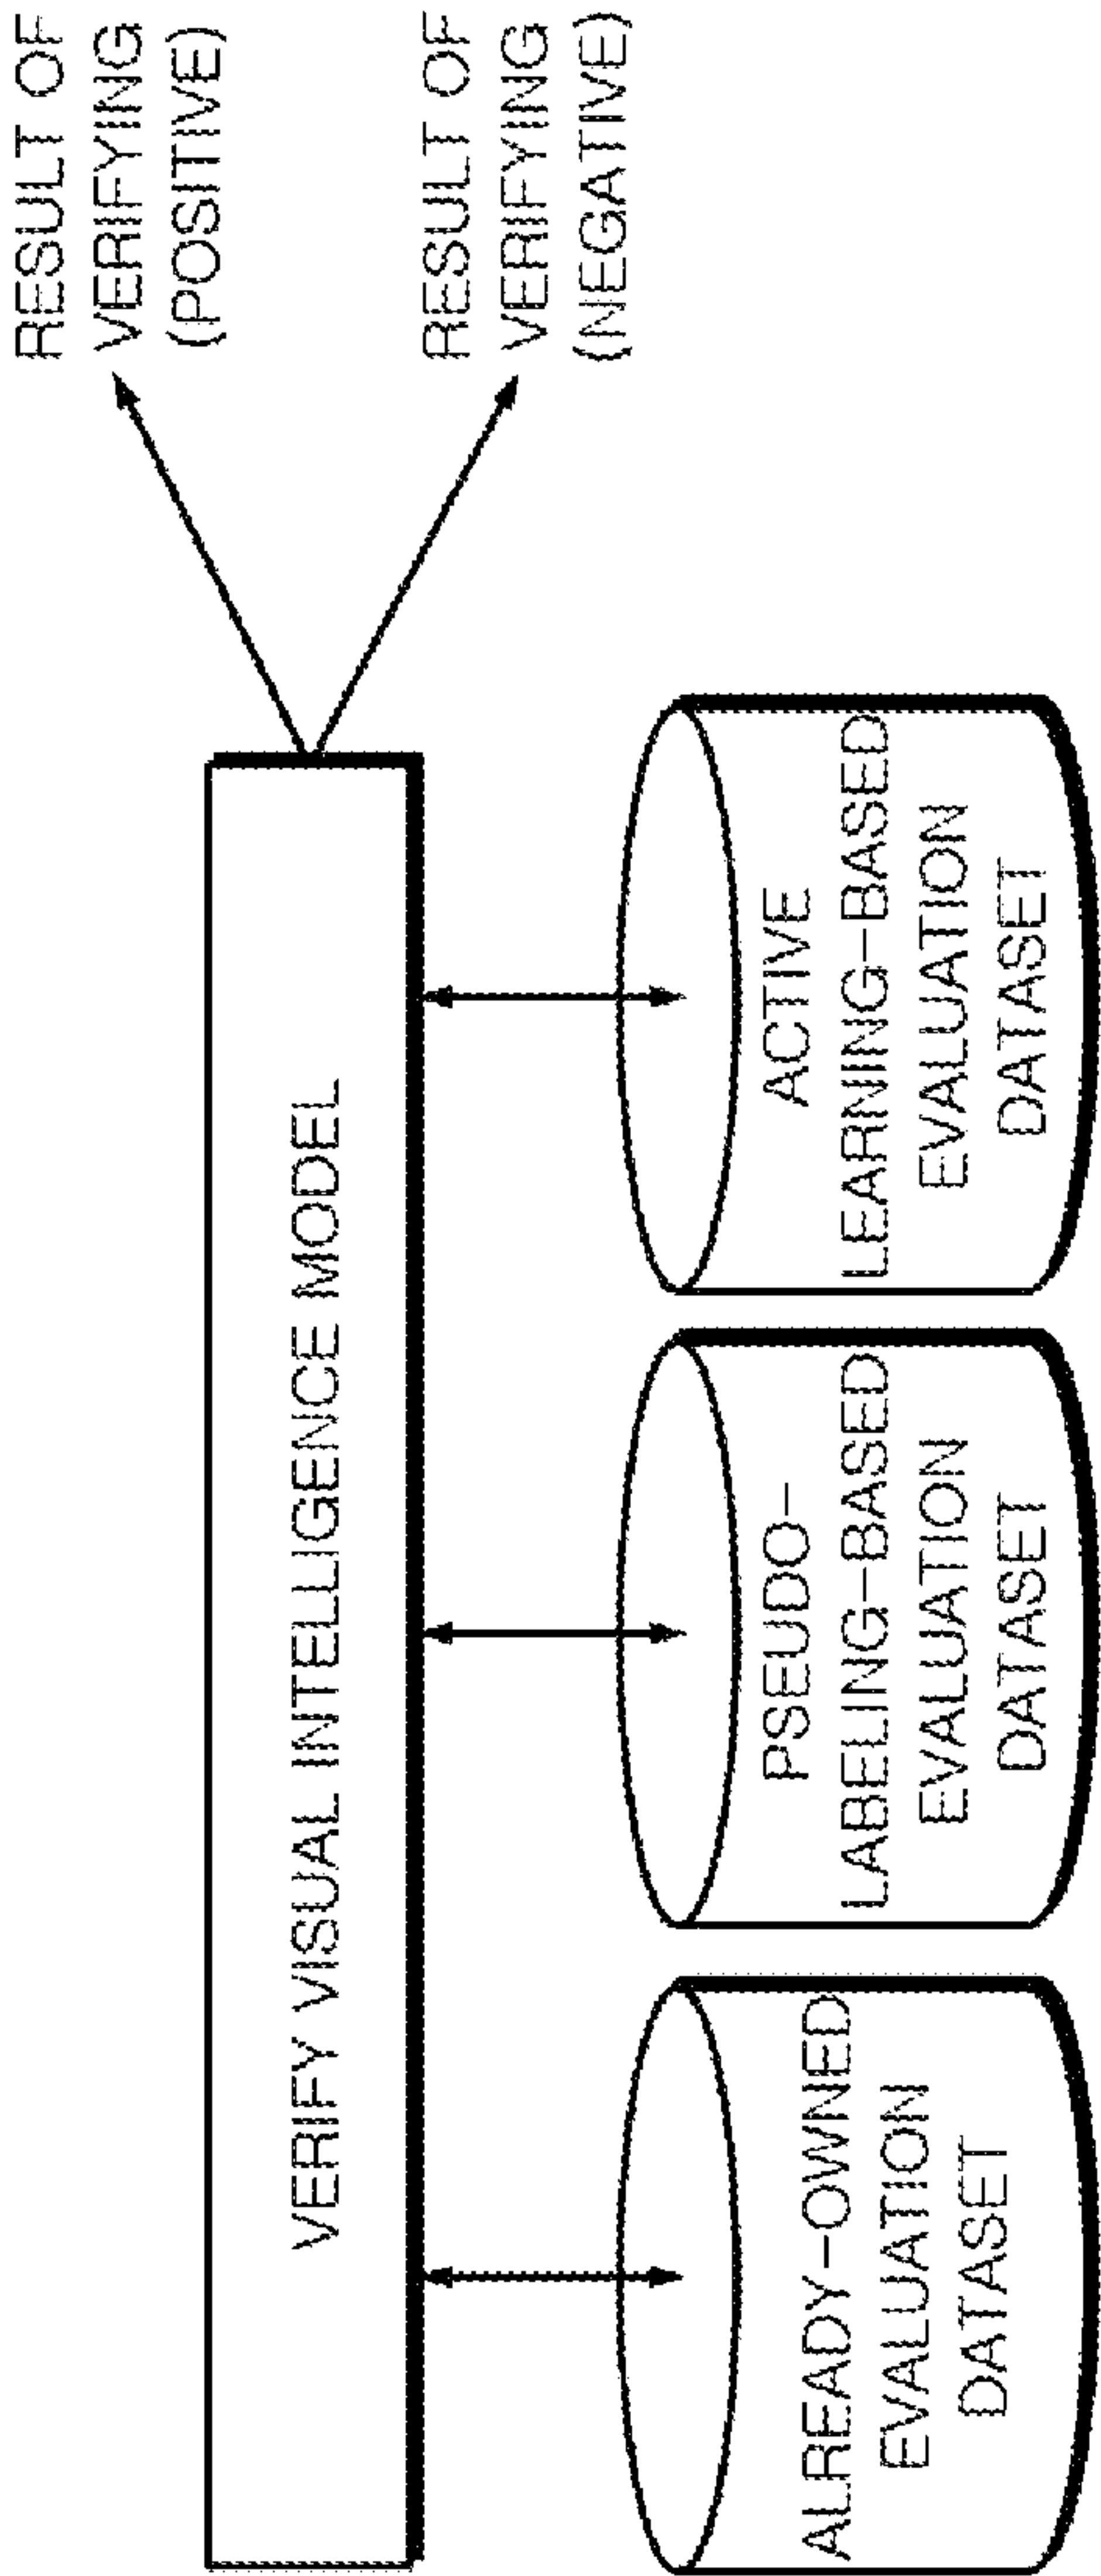 VERIFY VISUAL INTELLIGENCE MODEL
RESULT OF
VERIFYING
(POSITIVE)
RESULT OF
VERIFYING
(NEGATIVE)
ALREADY-OWNED
EVALUATION
DATASET
PSEUDO-
LABELING-BASED
EVALUATION
DATASET
ACTIVE
LEARNING-BASED
EVALUATION
DATASET